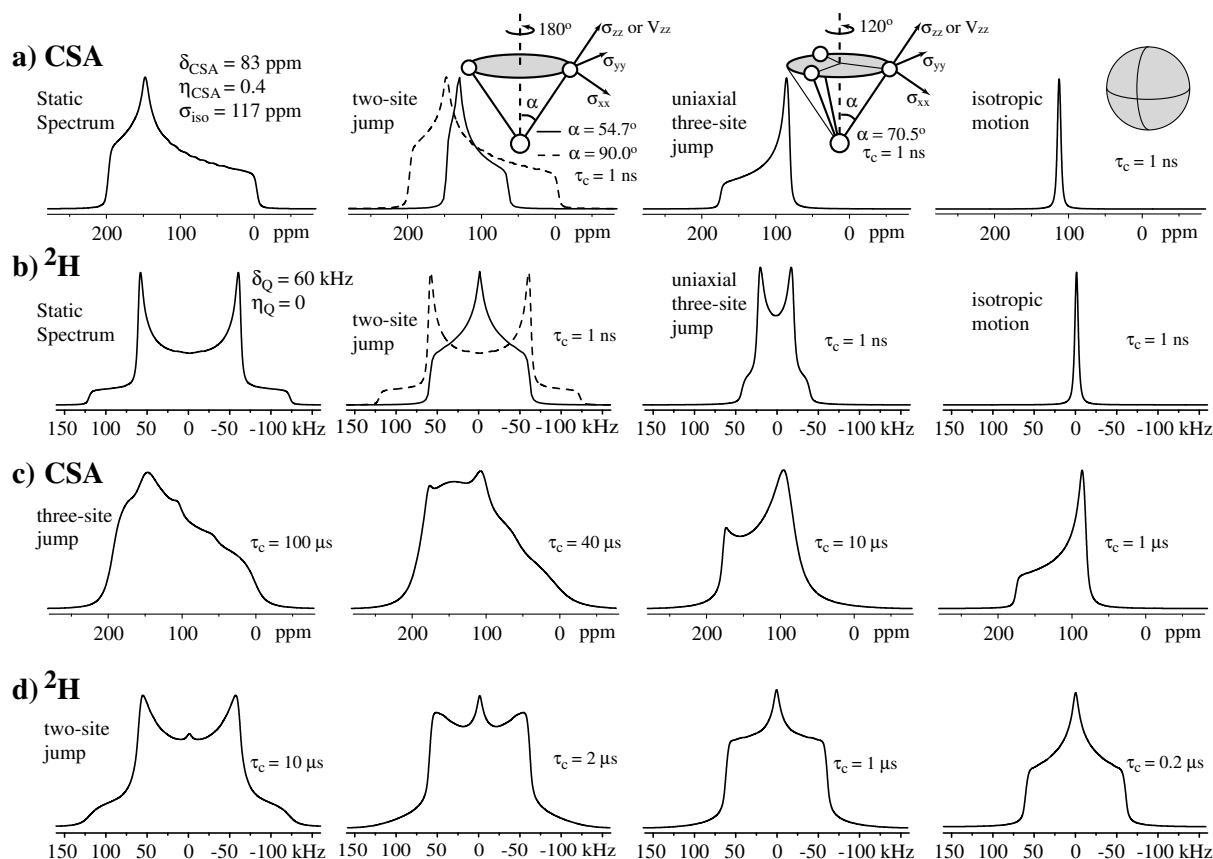 a) CSA
δCSA = 83 ppm
ηCSA = 0.4
σiso = 117 ppm
Static
Spectrum
200 100 0 ppm
180º
σzz or Vzz
σyy
σxx
α
two-site
jump
α = 54.7º
α = 90.0º
τc = 1 ns
200 100 0 ppm
120º
σzz or Vzz
σyy
σxx
α
uniaxial
three-site
jump
α = 70.5º
τc = 1 ns
200 100 0 ppm
isotropic
motion
τc = 1 ns
200 100 0 ppm
b) ²H
δQ = 60 kHz
ηQ = 0
Static
Spectrum
150 100 50 0 -50 -100 kHz
two-site
jump
τc = 1 ns
150 100 50 0 -50 -100 kHz
uniaxial
three-site
jump
τc = 1 ns
150 100 50 0 -50 -100 kHz
isotropic
motion
τc = 1 ns
150 100 50 0 -50 -100 kHz
c) CSA
three-site
jump
τc = 100 μs
200 100 0 ppm
τc = 40 μs
200 100 0 ppm
τc = 10 μs
200 100 0 ppm
τc = 1 μs
200 100 0 ppm
d) ²H
two-site
jump
τc = 10 μs
150 100 50 0 -50 -100 kHz
τc = 2 μs
150 100 50 0 -50 -100 kHz
τc = 1 μs
150 100 50 0 -50 -100 kHz
τc = 0.2 μs
150 100 50 0 -50 -100 kHz